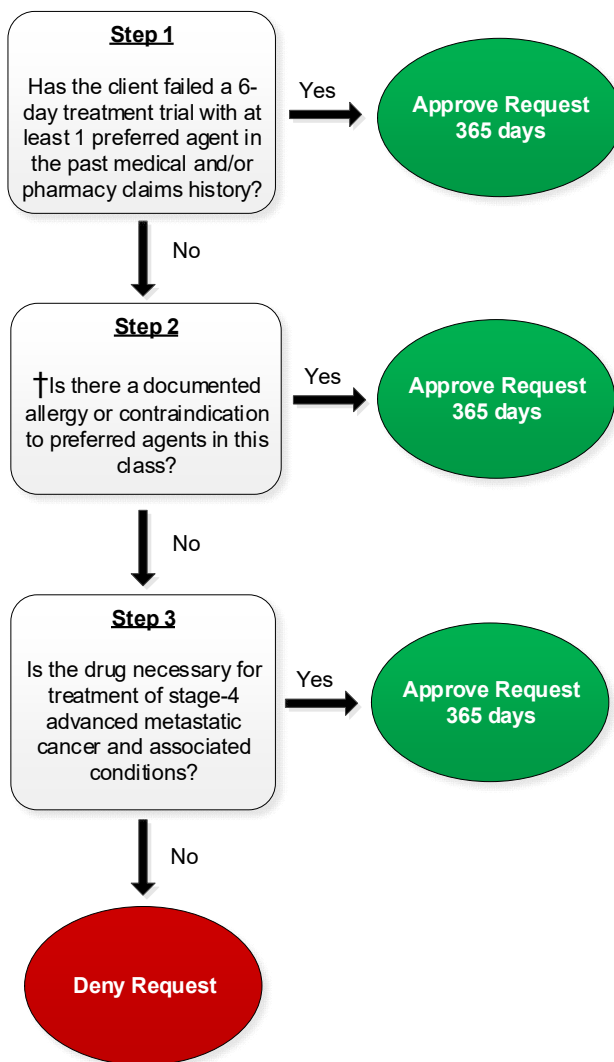 Step 1
Has the client failed a 6-
day treatment trial with at
least 1 preferred agent in
the past medical and/or
pharmacy claims history?
Yes
Approve Request
365 days
No
Step 2
†Is there a documented
allergy or contraindication
to preferred agents in this
class?
Yes
Approve Request
365 days
No
Step 3
Is the drug necessary for
treatment of stage-4
advanced metastatic
cancer and associated
conditions?
Yes
Approve Request
365 days
No
Deny Request